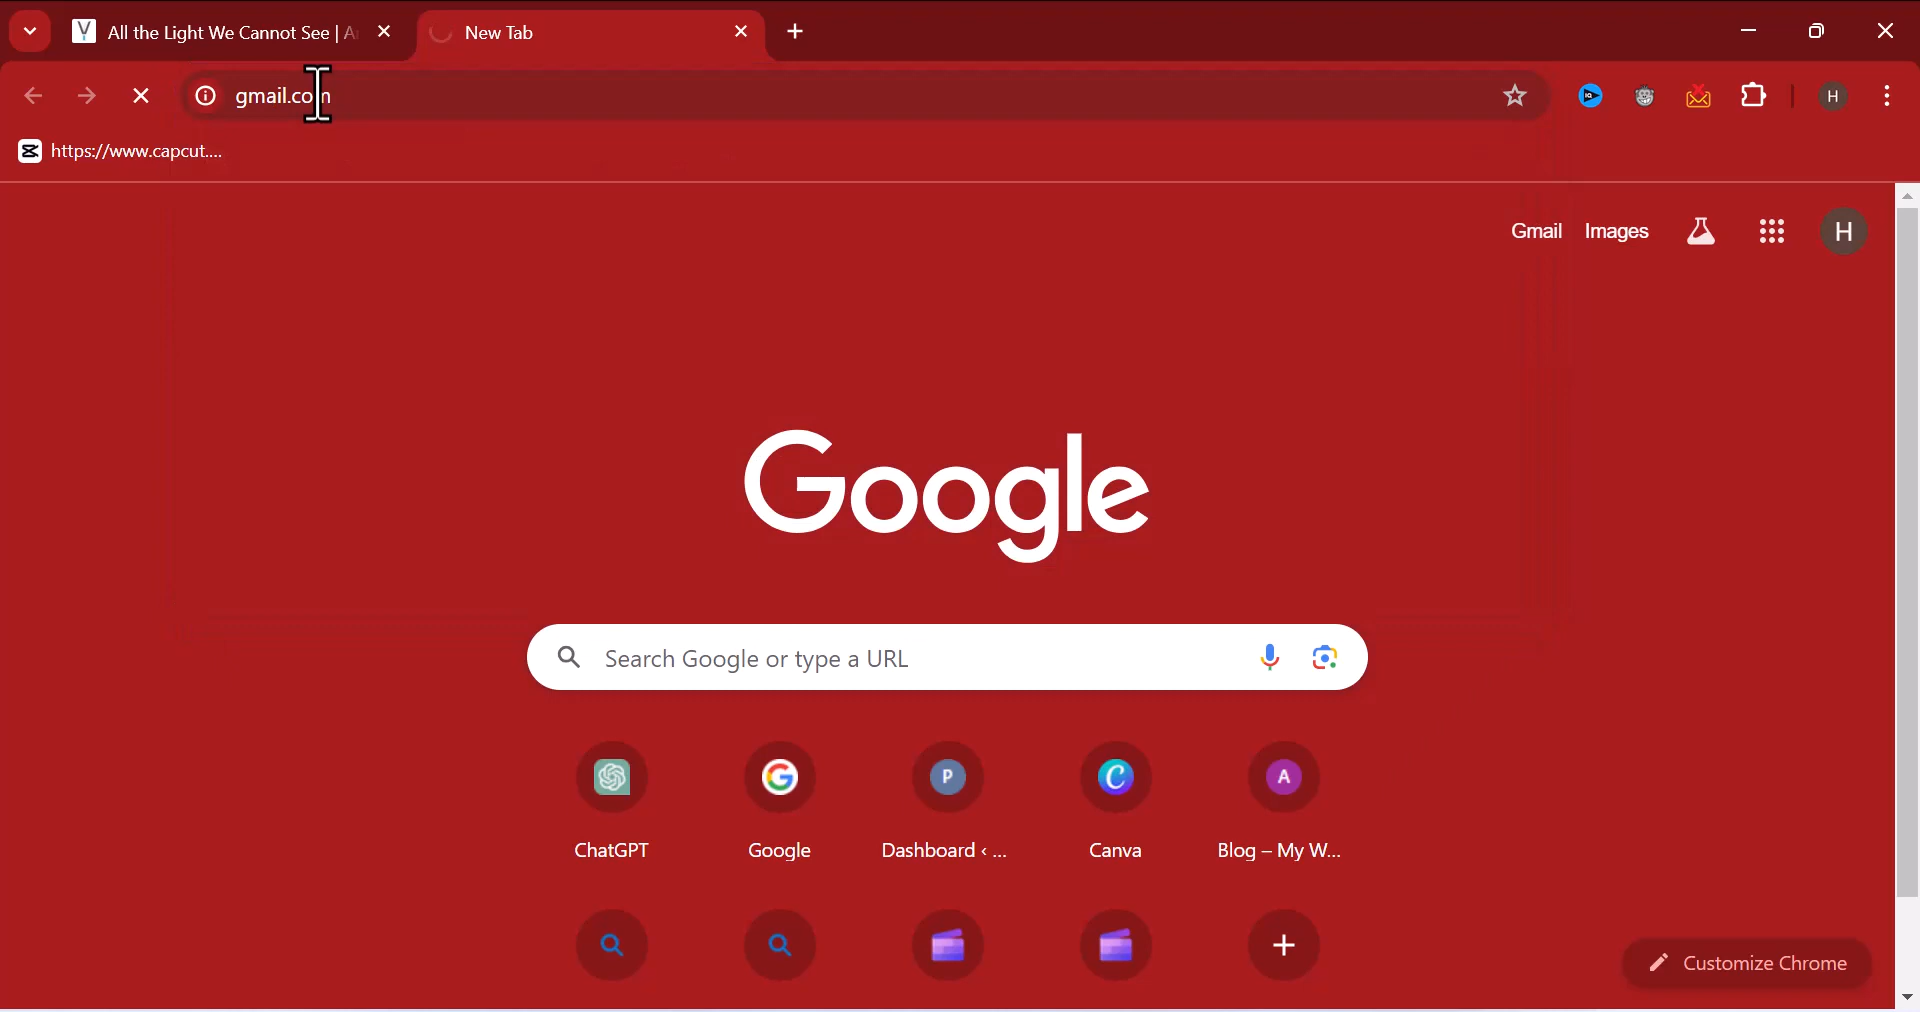 All the Light We Cannot See | A
New Tab
gmail.com
https://www.capcut....
Gmail
Images
H
H
Google
Search Google or type a URL
P
A
ChatGPT
Google
Dashboard ‹ ...
Canva
Blog – My W...
Customize Chrome